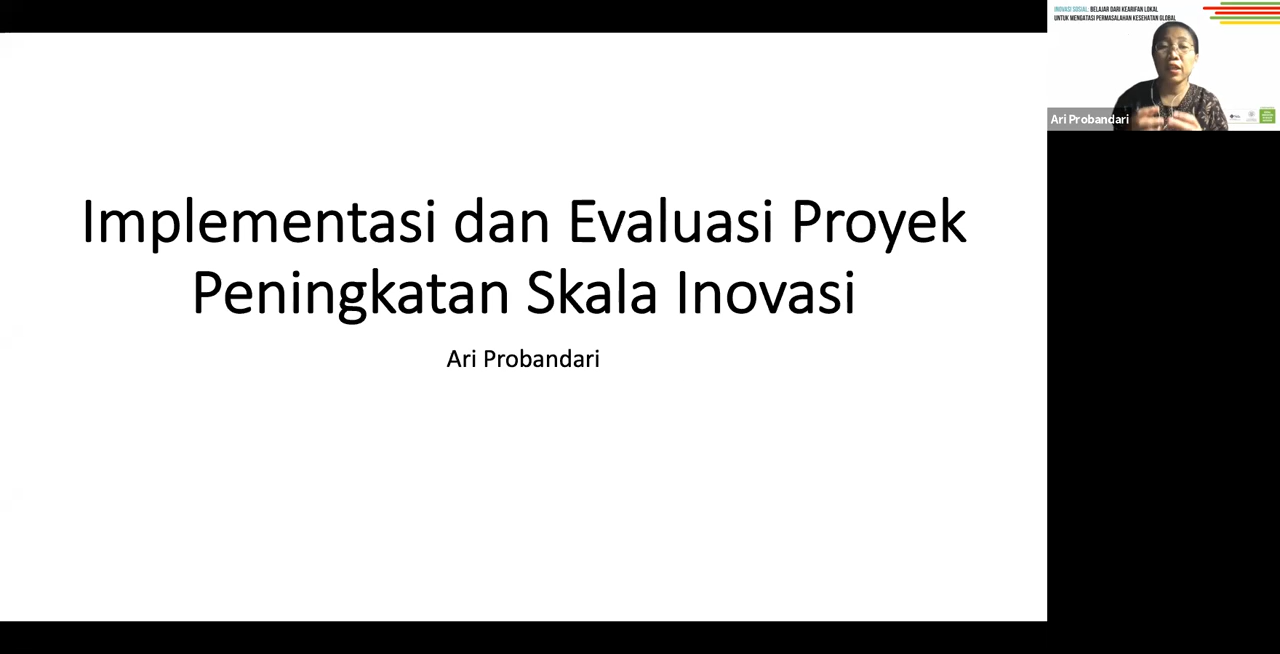 Implementasi dan Evaluasi Proyek
Peningkatan Skala Inovasi
Ari Probandari
INOVASI SOSIAL: BELAJAR DARI KEARIFAN LOKAL
UNTUK MENGATASI PERMASALAHAN KESEHATAN GLOBAL
Ari Probandari